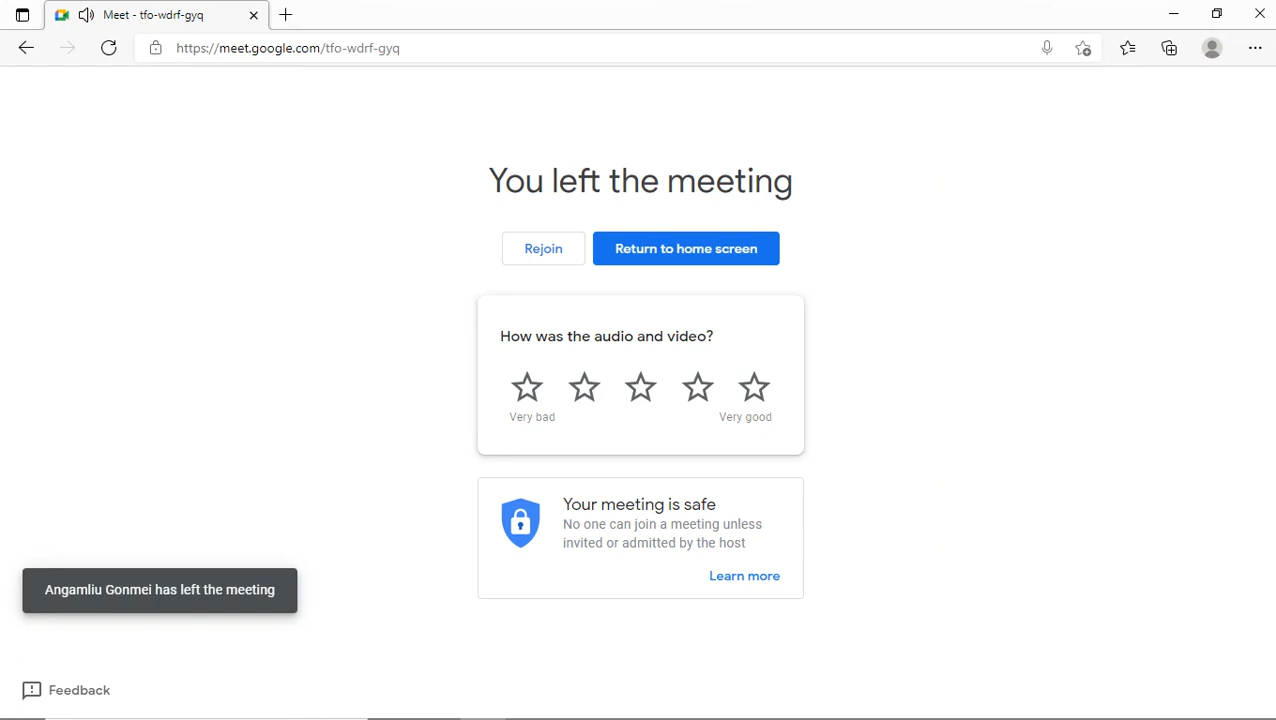 Meet - tfo-wdrf-gyq
https://meet.google.com/tfo-wdrf-gyq
You left the meeting
Rejoin
Return to home screen
How was the audio and video?
Very bad
Very good
Your meeting is safe
No one can join a meeting unless
invited or admitted by the host
Learn more
Angamliu Gonmei has left the meeting
Feedback